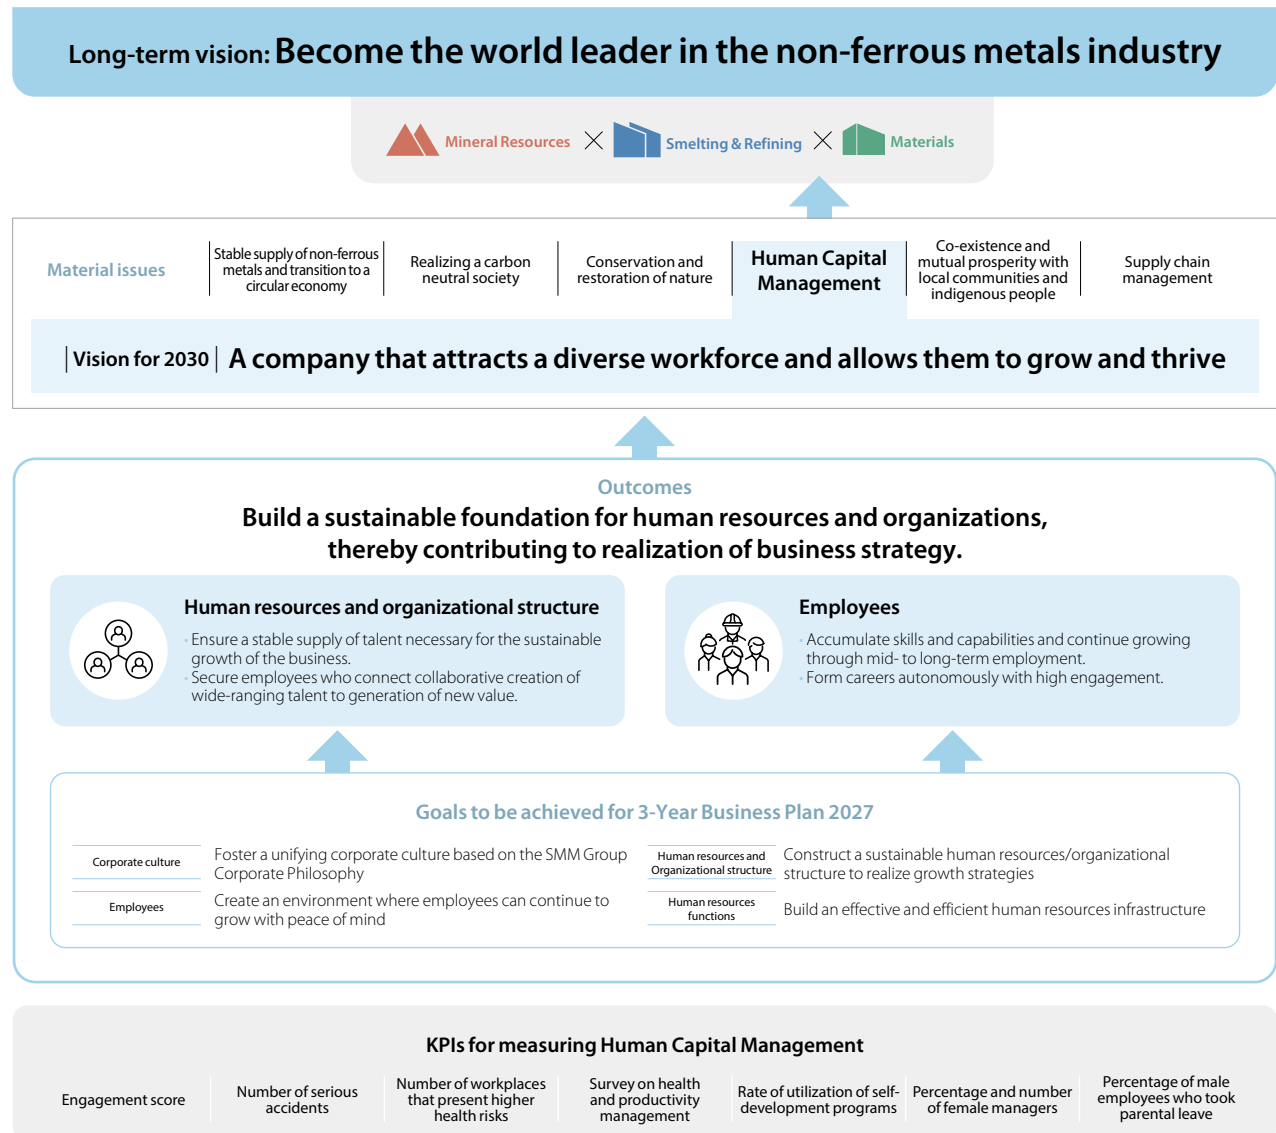 Long-term vision: Become the world leader in the non-ferrous metals industry
Mineral Resources × Smelting & Refining × Materials
Material issues
Stable supply of non-ferrous
metals and transition to a
circular economy
Realizing a carbon
neutral society
Conservation and
restoration of nature
Human Capital
Management
Co-existence and
mutual prosperity with
local communities and
indigenous people
Supply chain
management
Vision for 2030 A company that attracts a diverse workforce and allows them to grow and thrive
Outcomes
Build a sustainable foundation for human resources and organizations,
thereby contributing to realization of business strategy.
Human resources and organizational structure
· Ensure a stable supply of talent necessary for the sustainable
growth of the business.
· Secure employees who connect collaborative creation of
wide-ranging talent to generation of new value.
Employees
· Accumulate skills and capabilities and continue growing
through mid- to long-term employment.
· Form careers autonomously with high engagement.
Goals to be achieved for 3-Year Business Plan 2027
Corporate culture
Foster a unifying corporate culture based on the SMM Group
Corporate Philosophy
Employees
Create an environment where employees can continue to
grow with peace of mind
Human resources and
Organizational structure
Construct a sustainable human resources/organizational
structure to realize growth strategies
Human resources
functions
Build an effective and efficient human resources infrastructure
KPIs for measuring Human Capital Management
Engagement score
Number of serious
accidents
Number of workplaces
that present higher
health risks
Survey on health
and productivity
management
Rate of utilization of self-
development programs
Percentage and number
of female managers
Percentage of male
employees who took
parental leave